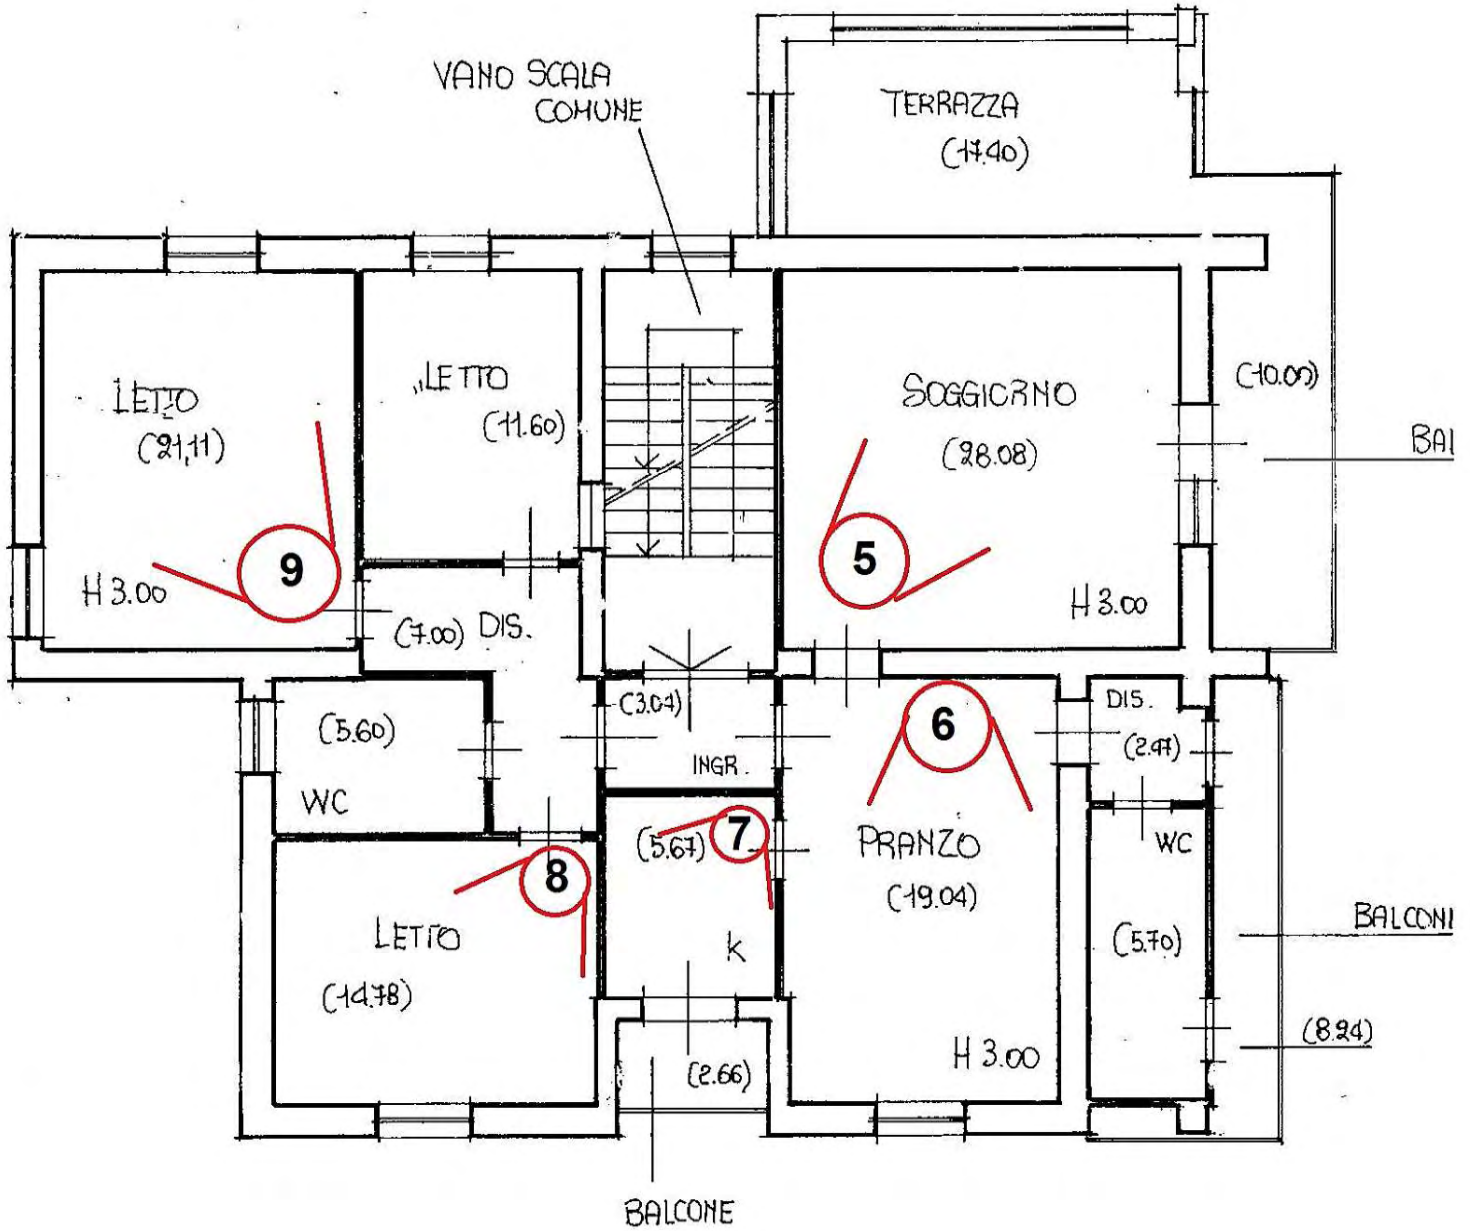 VANO SCALA
COMUNE
TERRAZZA
(17.40)
LETTO
(21,11)
LETTO
(11.60)
SOGGIORNO
(28.08)
(10.00)
BAL
9
H 3.00
5
H 3.00
(7.00) DIS.
(3.07)
INGR.
6
DIS.
(2.47)
(5.60)
WC
7
(5.67)
K
PRANZO
(19.04)
WC
(5.70)
BALCONI
8
LETTO
(14.78)
(2.66)
H 3.00
(8.24)
BALCONE